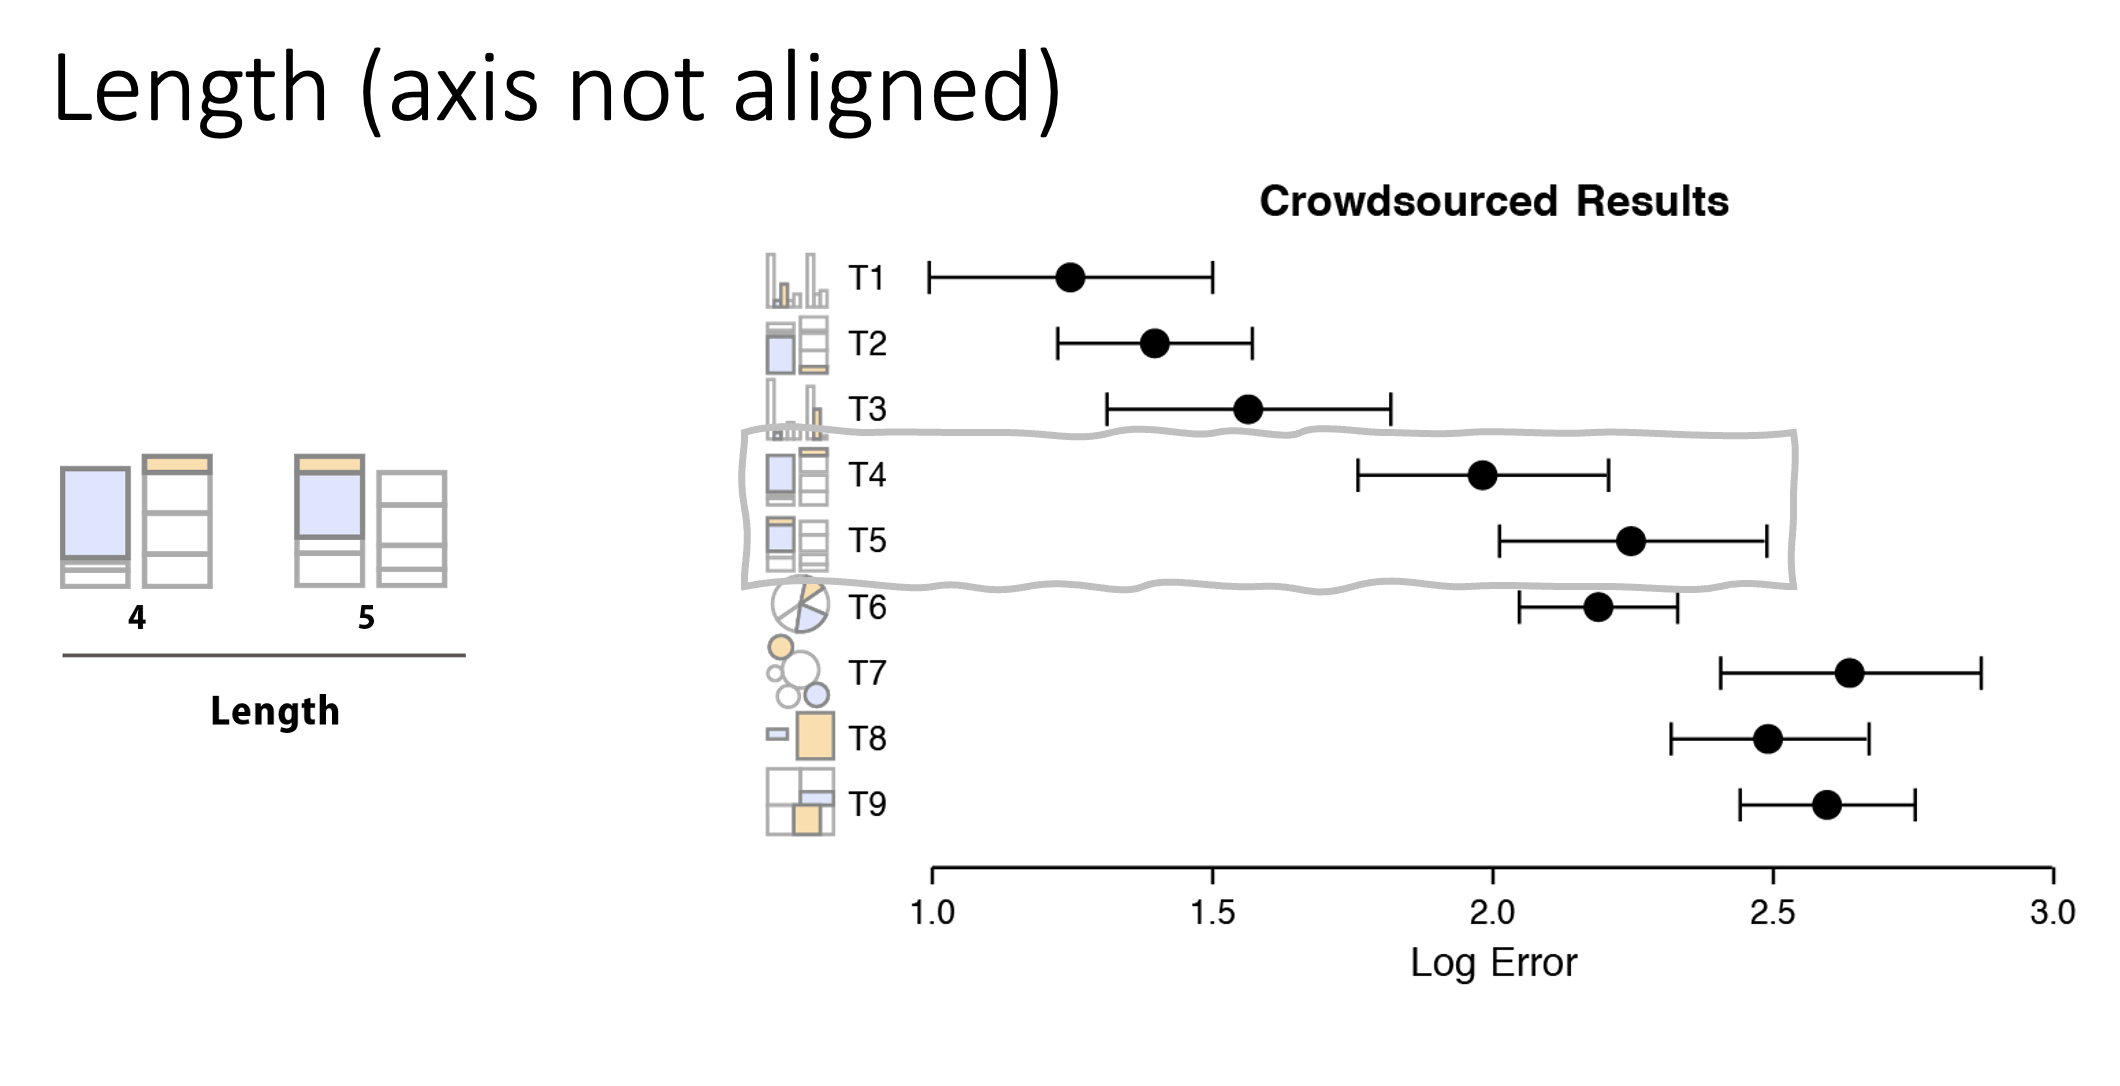 Length (axis not aligned)
Crowdsourced Results
T1
T2
T3
T4
T5
T6
T7
T8
T9
4 5
Length
1.0 1.5 2.0 2.5 3.0
Log Error